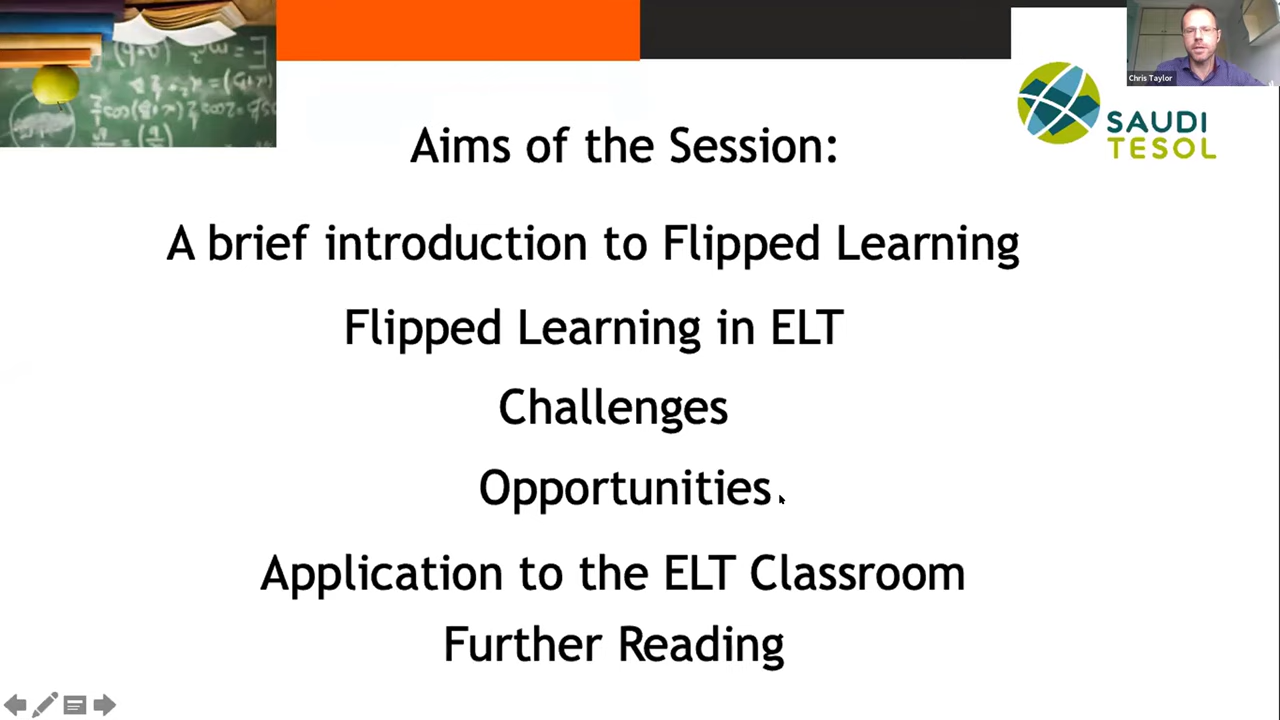 Chris Taylor
SAUDI
TESOL
Aims of the Session:
A brief introduction to Flipped Learning
Flipped Learning in ELT
Challenges
Opportunities
Application to the ELT Classroom
Further Reading